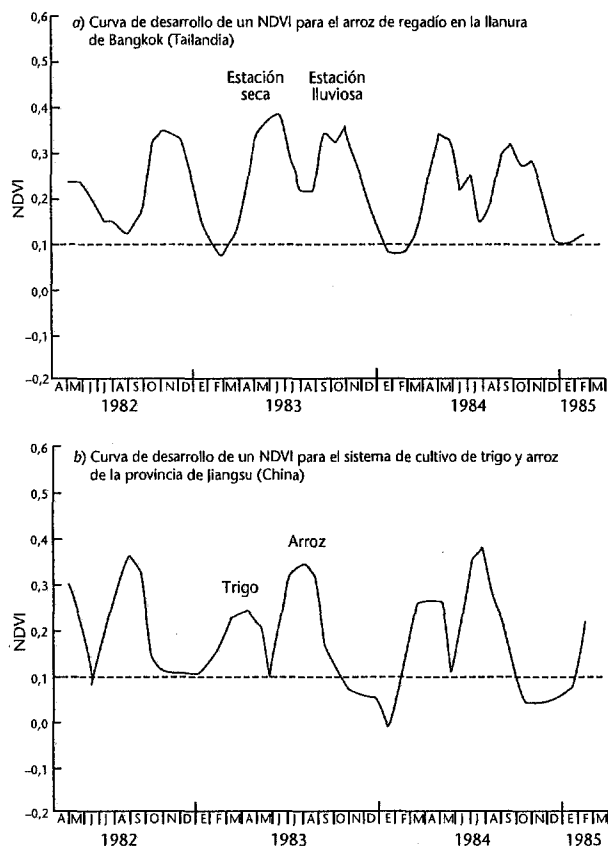 a) Curva de desarrollo de un NDVI para el arroz de regadío en la llanura
de Bangkok (Tailandia)
0,6
0,5
0,4
0,3
0,2
0,1
0,0
–0,1
–0,2
NDVI
Estación
seca
Estación
lluviosa
A M J J A S O N D E F M A M J J A S O N D E F M A M J J A S O N D E F M
1982 1983 1984 1985
b) Curva de desarrollo de un NDVI para el sistema de cultivo de trigo y arroz
de la provincia de Jiangsu (China)
0,6
0,5
0,4
0,3
0,2
0,1
0,0
–0,1
–0,2
NDVI
Trigo
Arroz
A M J J A S O N D E F M A M J J A S O N D E F M A M J J A S O N D E F M
1982 1983 1984 1985